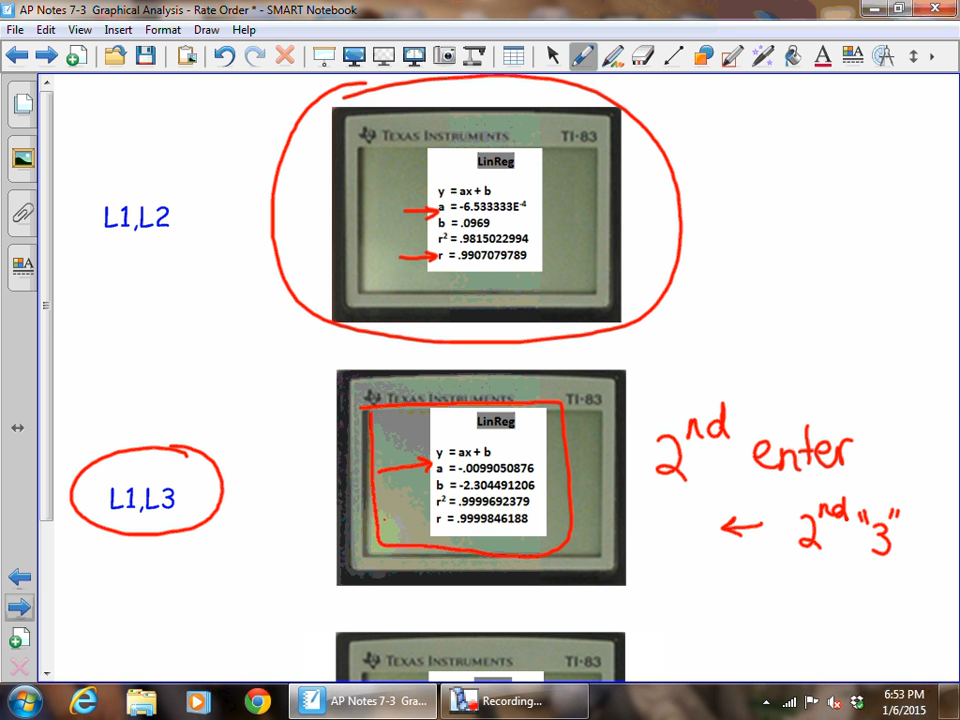 AP Notes 7-3 Graphical Analysis - Rate Order * - SMART Notebook
File Edit View Insert Format Draw Help
TEXAS INSTRUMENTS TI-83
LinReg
y = ax + b
L1,L2
a = -6.533333E-4
b = .0969
r² = .9815022994
r = .9907079789
TEXAS INSTRUMENTS TI-83
LinReg
y = ax + b
a = -.0099050876
b = -2.304491206
r² = .9999692379
r = .9999846188
L1,L3
2nd enter
← 2nd "3"
TEXAS INSTRUMENTS TI-83
AP Notes 7-3 Gra...
Recording...
6:53 PM
1/6/2015